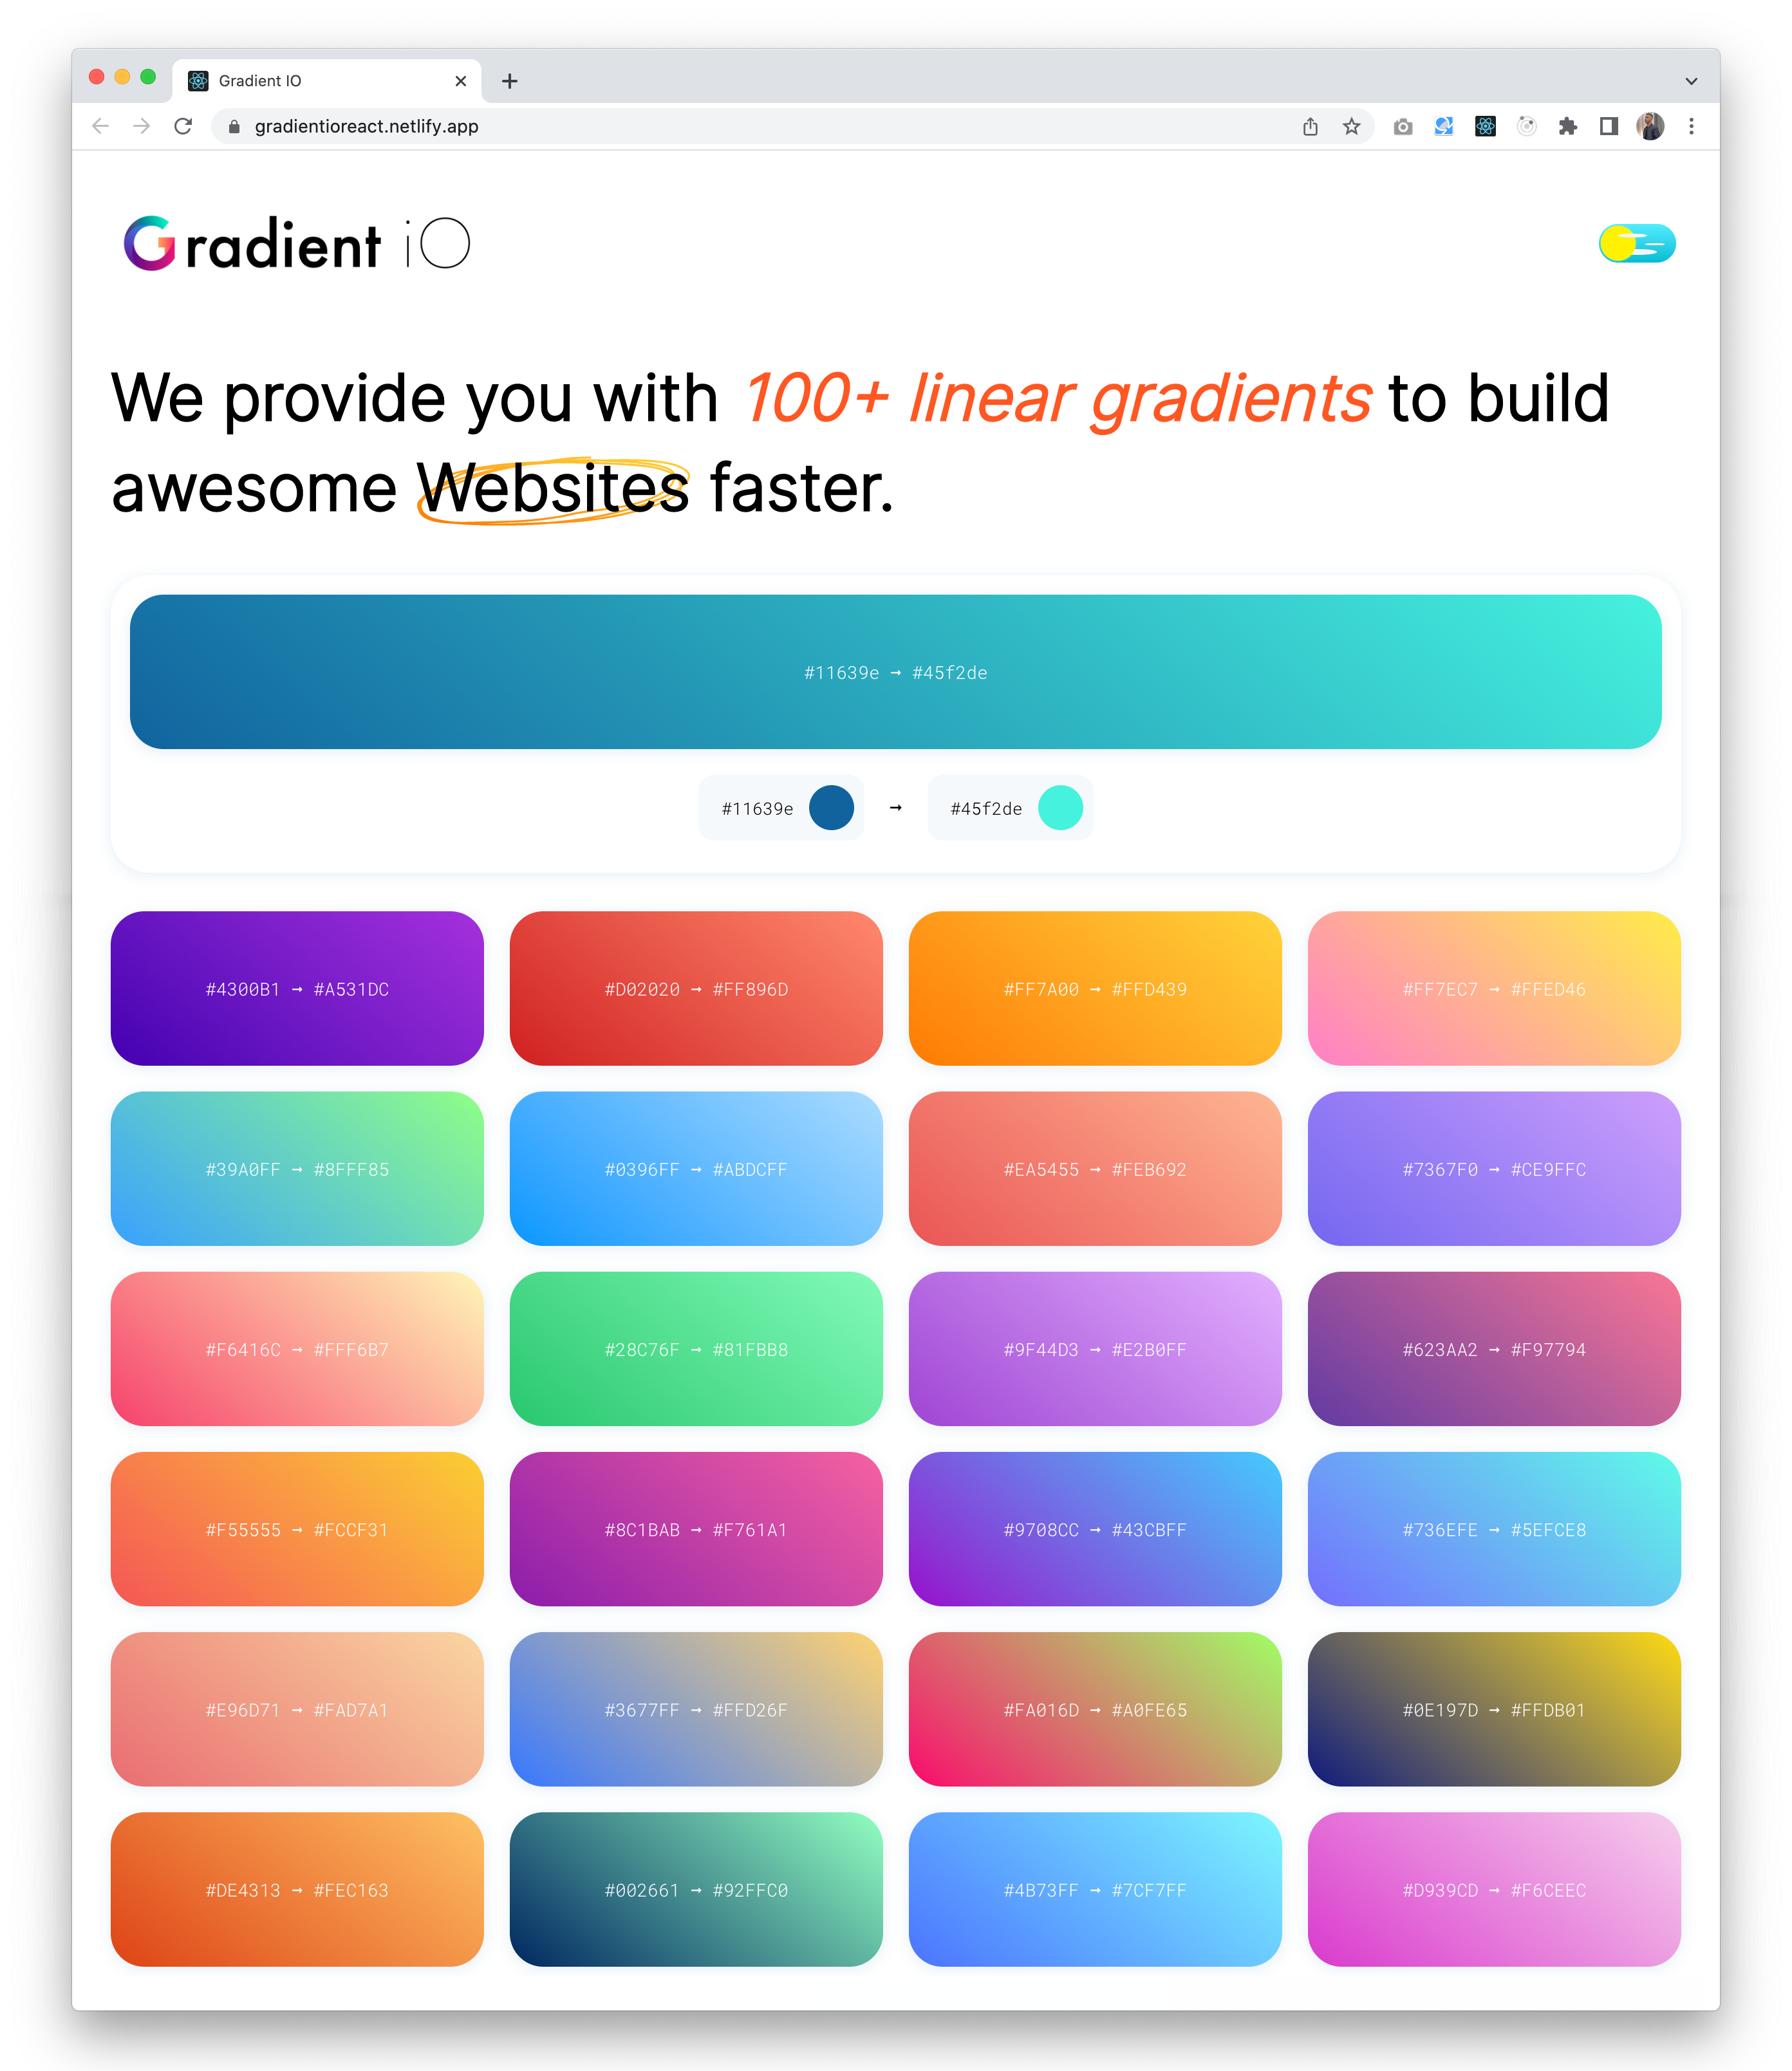 Gradient IO
gradientioreact.netlify.app
Gradient iO
We provide you with 100+ linear gradients to build
awesome Websites faster.
#11639e → #45f2de
#11639e → #45f2de
#4300B1 → #A531DC
#D02020 → #FF896D
#FF7A00 → #FFD439
#FF7EC7 → #FFED46
#39A0FF → #8FFF85
#0396FF → #ABDCFF
#EA5455 → #FEB692
#7367F0 → #CE9FFC
#F6416C → #FFF6B7
#28C76F → #81FBB8
#9F44D3 → #E2B0FF
#623AA2 → #F97794
#F55555 → #FCCF31
#8C1BAB → #F761A1
#9708CC → #43CBFF
#736EFE → #5EFCE8
#E96D71 → #FAD7A1
#3677FF → #FFD26F
#FA016D → #A0FE65
#0E197D → #FFDB01
#DE4313 → #FEC163
#002661 → #92FFC0
#4B73FF → #7CF7FF
#D939CD → #F6CEEC